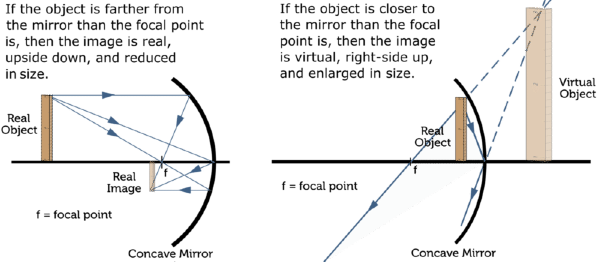 If the object is farther from
the mirror than the focal point
is, then the image is real,
upside down, and reduced
in size.
Real
Object
f
Real
Image
f = focal point
Concave Mirror
If the object is closer to
the mirror than the focal
point is, then the image
is virtual, right-side up,
and enlarged in size.
Virtual
Object
Real
Object
f
f = focal point
Concave Mirror